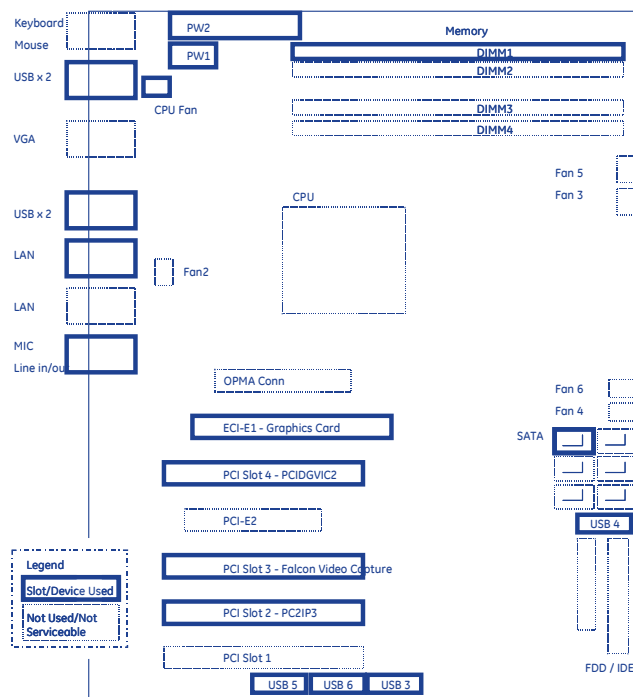 Keyboard
Mouse
PW2
Memory
PW1
DIMM1
DIMM2
USB x 2
CPU Fan
DIMM3
DIMM4
VGA
Fan 5
Fan 3
CPU
USB x 2
LAN
Fan2
LAN
MIC
Line in/ou
OPMA Conn
Fan 6
Fan 4
ECI-E1 - Graphics Card
SATA
PCI Slot 4 - PCIDGVIC2
PCI-E2
USB 4
Legend
Slot/Device Used
Not Used/Not
Serviceable
PCI Slot 3 - Falcon Video Capture
PCI Slot 2 - PC2IP3
PCI Slot 1
FDD / IDE
USB 5
USB 6
USB 3